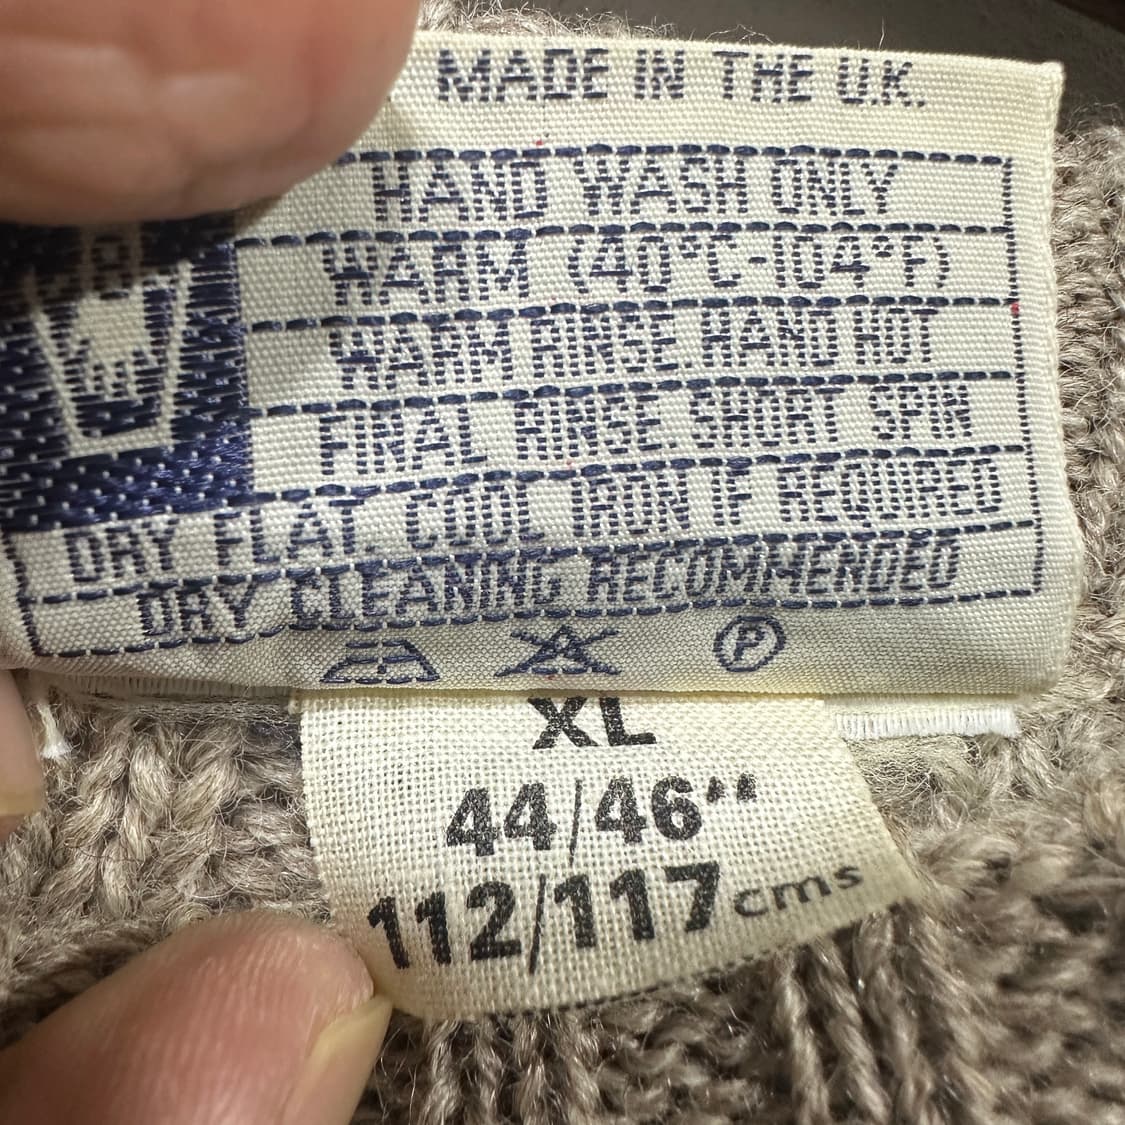 MADE IN THE U.K.
HAND WASH ONLY
WARM (40°C-104°F)
WARM RINSE. HAND HOT
FINAL RINSE. SHORT SPIN
DRY FLAT. COOL IRON IF REQUIRED
DRY CLEANING RECOMMENDED
P
XL
44/46"
112/117cms